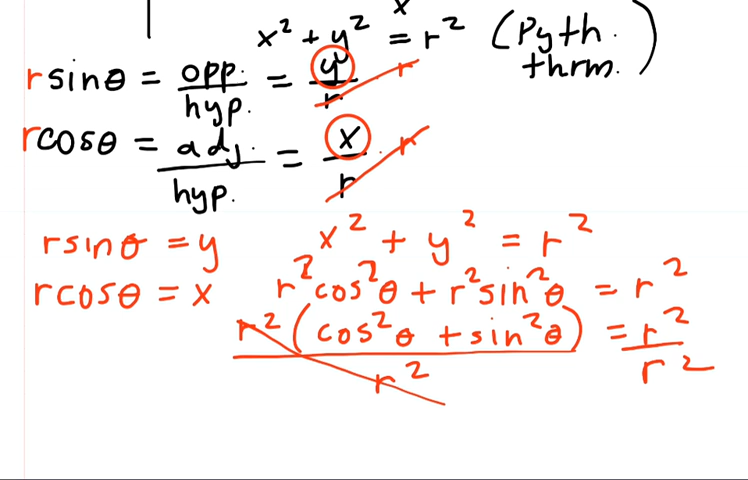 x
x² + y² = r² (Pyth. thrm.)
r sinθ = opp./hyp. = y/r · r
r cosθ = adj./hyp. = x/r · r
r sinθ = y x² + y² = r²
r cosθ = x r²cos²θ + r²sin²θ = r²
r²(cos²θ + sin²θ)/r² = r²/r²